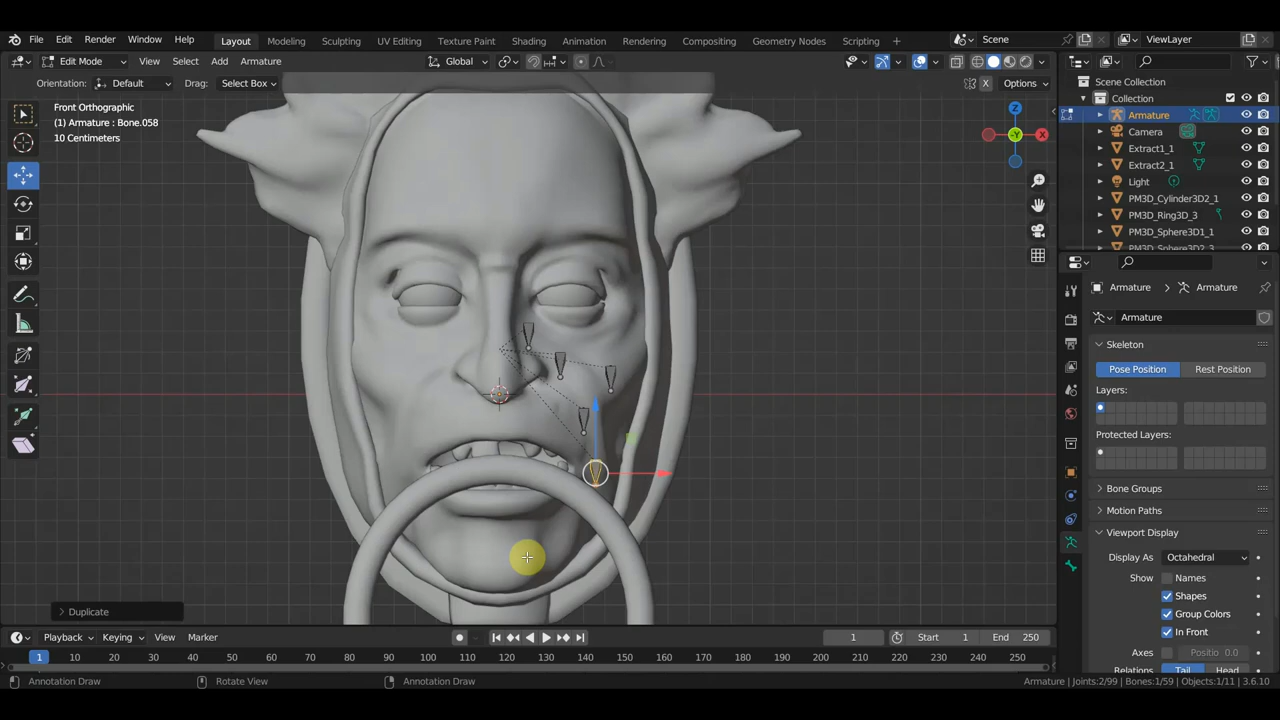 File Edit Render Window Help Layout Modeling Sculpting UV Editing Texture Paint Shading Animation Rendering Compositing Geometry Nodes Scripting + Scene ViewLayer
Edit Mode View Select Add Armature Global Options
Orientation: Default Drag: Select Box X
Front Orthographic
(1) Armature : Bone.058
10 Centimeters
Z
-Y
X
Duplicate
Scene Collection
Collection
Armature
Camera
Extract1_1
Extract2_1
Light
PM3D_Cylinder3D2_1
PM3D_Ring3D_3
PM3D_Sphere3D1_1
PM3D_Sphere3D2_3
Armature Armature
Armature
Skeleton
Pose Position Rest Position
Layers:
Protected Layers:
Bone Groups
Motion Paths
Viewport Display
Display As Octahedral
Show Names
Shapes
Group Colors
In Front
Axes Positio 0.0
Relations Tail Head
Playback Keying View Marker 1 Start 1 End 250
1 10 20 30 40 50 60 70 80 90 100 110 120 130 140 150 160 170 180 190 200 210 220 230 240 250
Annotation Draw Rotate View Annotation Draw Armature | Joints:2/99 | Bones:1/59 | Objects:1/11 | 3.6.10